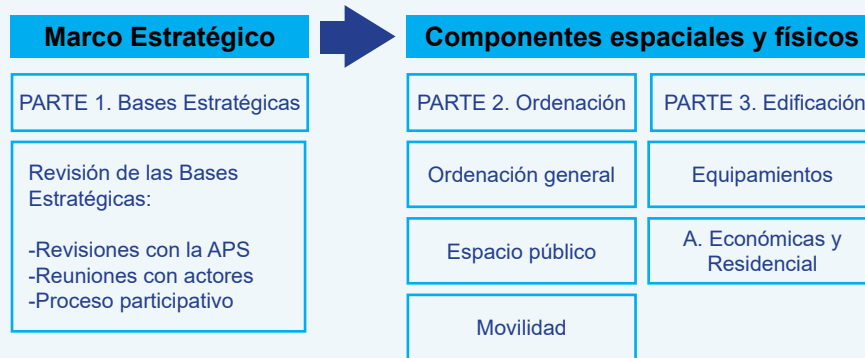 Marco Estratégico
Componentes espaciales y físicos
PARTE 1. Bases Estratégicas
PARTE 2. Ordenación
PARTE 3. Edificación
Revisión de las Bases
Estratégicas:
-Revisiones con la APS
-Reuniones con actores
-Proceso participativo
Ordenación general
Equipamientos
Espacio público
A. Económicas y
Residencial
Movilidad